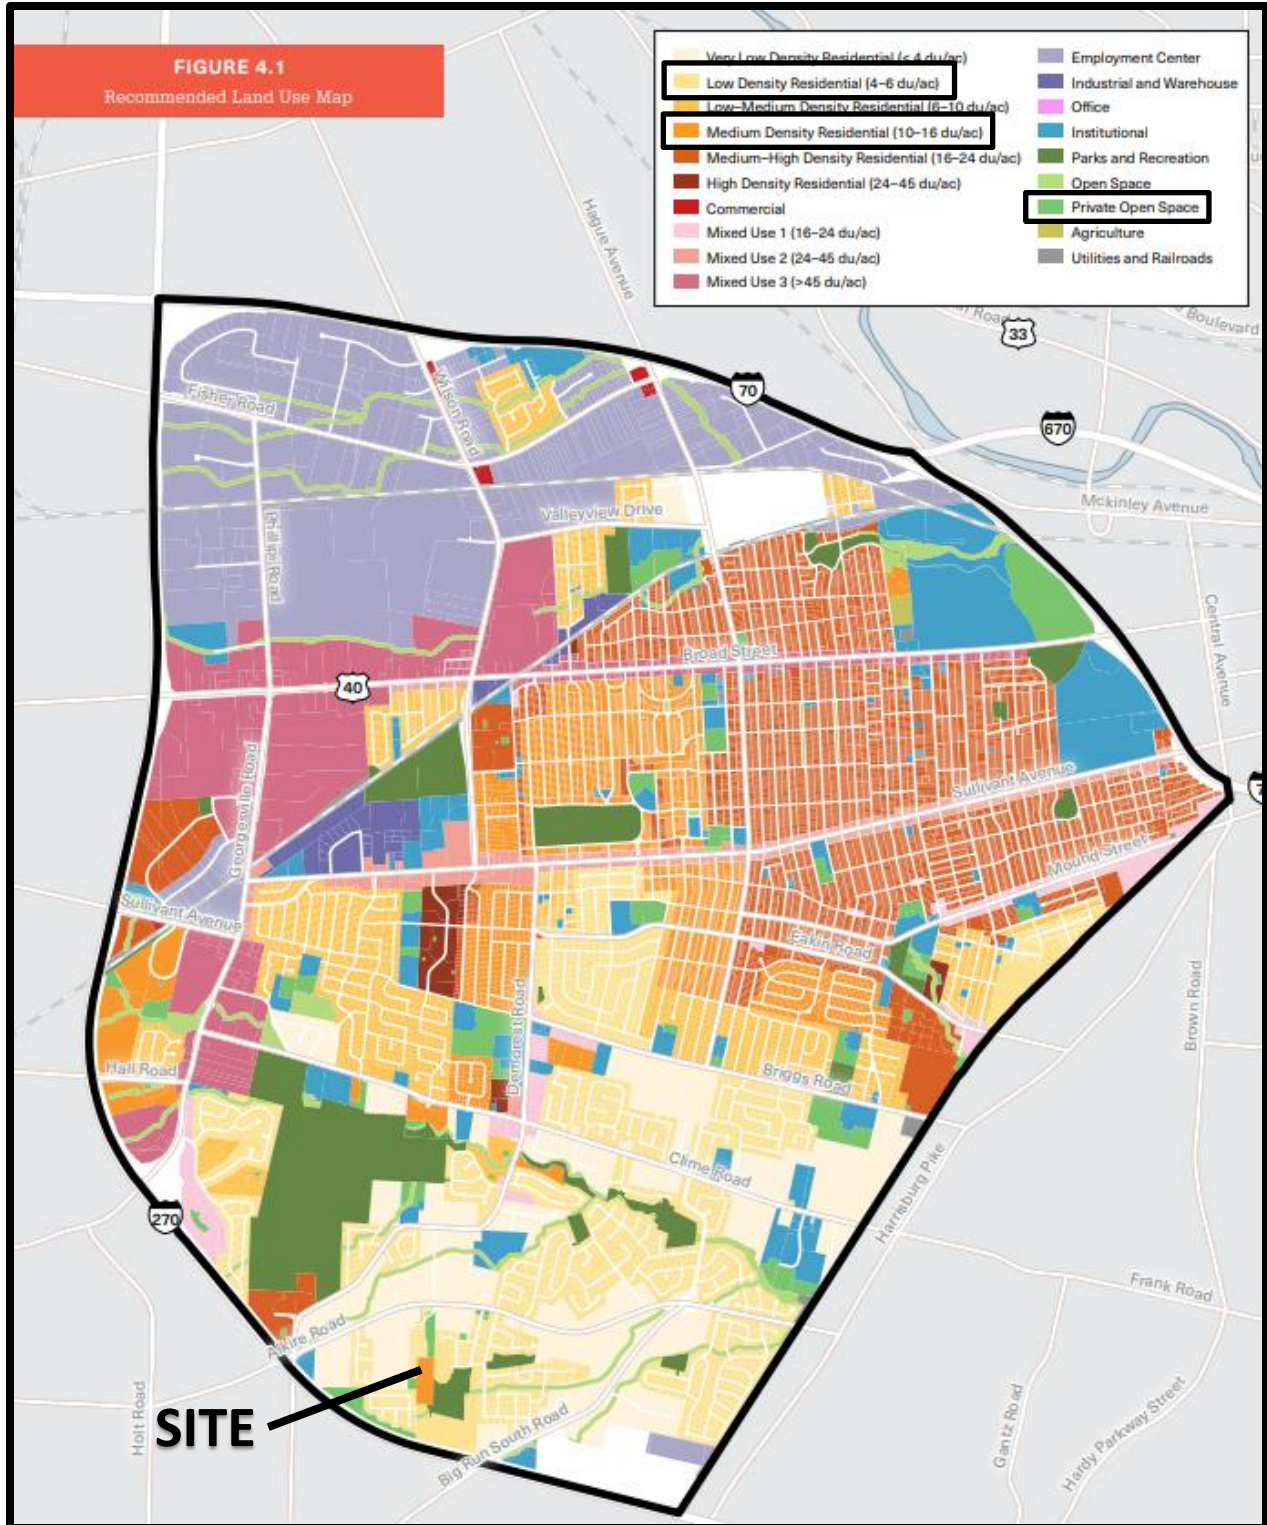 FIGURE 4.1
Recommended Land Use Map
Very Low Density Residential (< 4 du/ac)
Low Density Residential (4–6 du/ac)
Low–Medium Density Residential (6–10 du/ac)
Medium Density Residential (10–16 du/ac)
Medium–High Density Residential (16–24 du/ac)
High Density Residential (24–45 du/ac)
Commercial
Mixed Use 1 (16–24 du/ac)
Mixed Use 2 (24–45 du/ac)
Mixed Use 3 (>45 du/ac)
Employment Center
Industrial and Warehouse
Office
Institutional
Parks and Recreation
Open Space
Private Open Space
Agriculture
Utilities and Railroads
Hague Avenue
Road
Boulevard
33
70
670
Fisher Road
Wilson Road
Mckinley Avenue
Valleyview Drive
Phillipi Road
Central Avenue
Broad Street
40
Georgesville Road
Sullivant Avenue
Mound Street
Sullivant Avenue
Eakin Road
Demorest Road
Brown Road
Hall Road
Briggs Road
Clime Road
Harrisburg Pike
270
Frank Road
Alkire Road
SITE
Holt Road
Big Run South Road
Gantz Road
Hardy Parkway Street